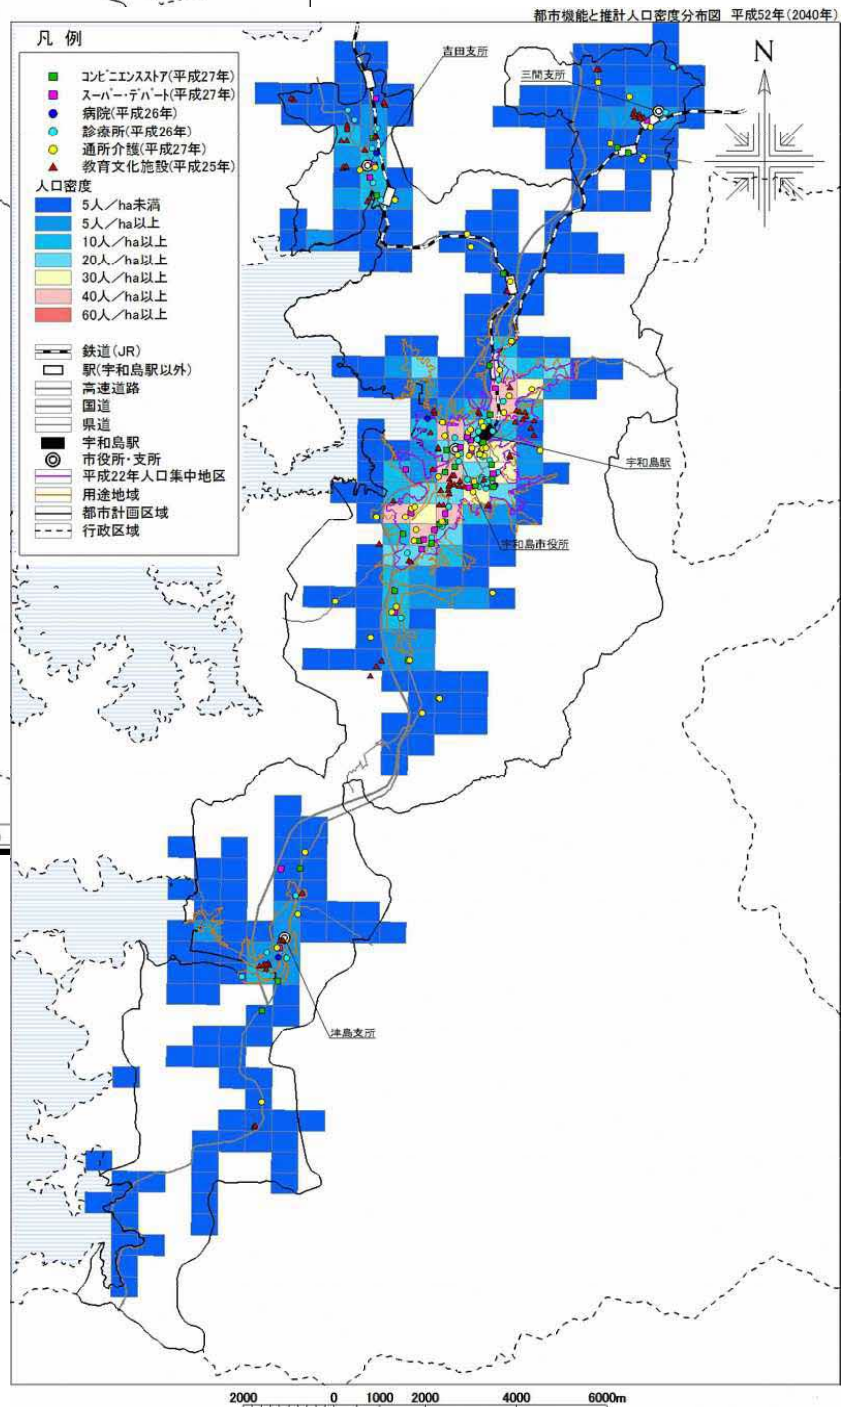 都市機能と推計人口密度分布図 平成52年(2040年)
凡 例
コンビニエンスストア(平成27年)
スーパー・デパート(平成27年)
病院(平成26年)
診療所(平成26年)
通所介護(平成27年)
教育文化施設(平成25年)
人口密度
5人/ha未満
5人/ha以上
10人/ha以上
20人/ha以上
30人/ha以上
40人/ha以上
60人/ha以上
鉄道(JR)
駅(宇和島駅以外)
高速道路
国道
県道
宇和島駅
市役所・支所
平成22年人口集中地区
用途地域
都市計画区域
行政区域
吉田支所
三間支所
N
宇和島駅
宇和島市役所
津島支所
2000 0 1000 2000 4000 6000m